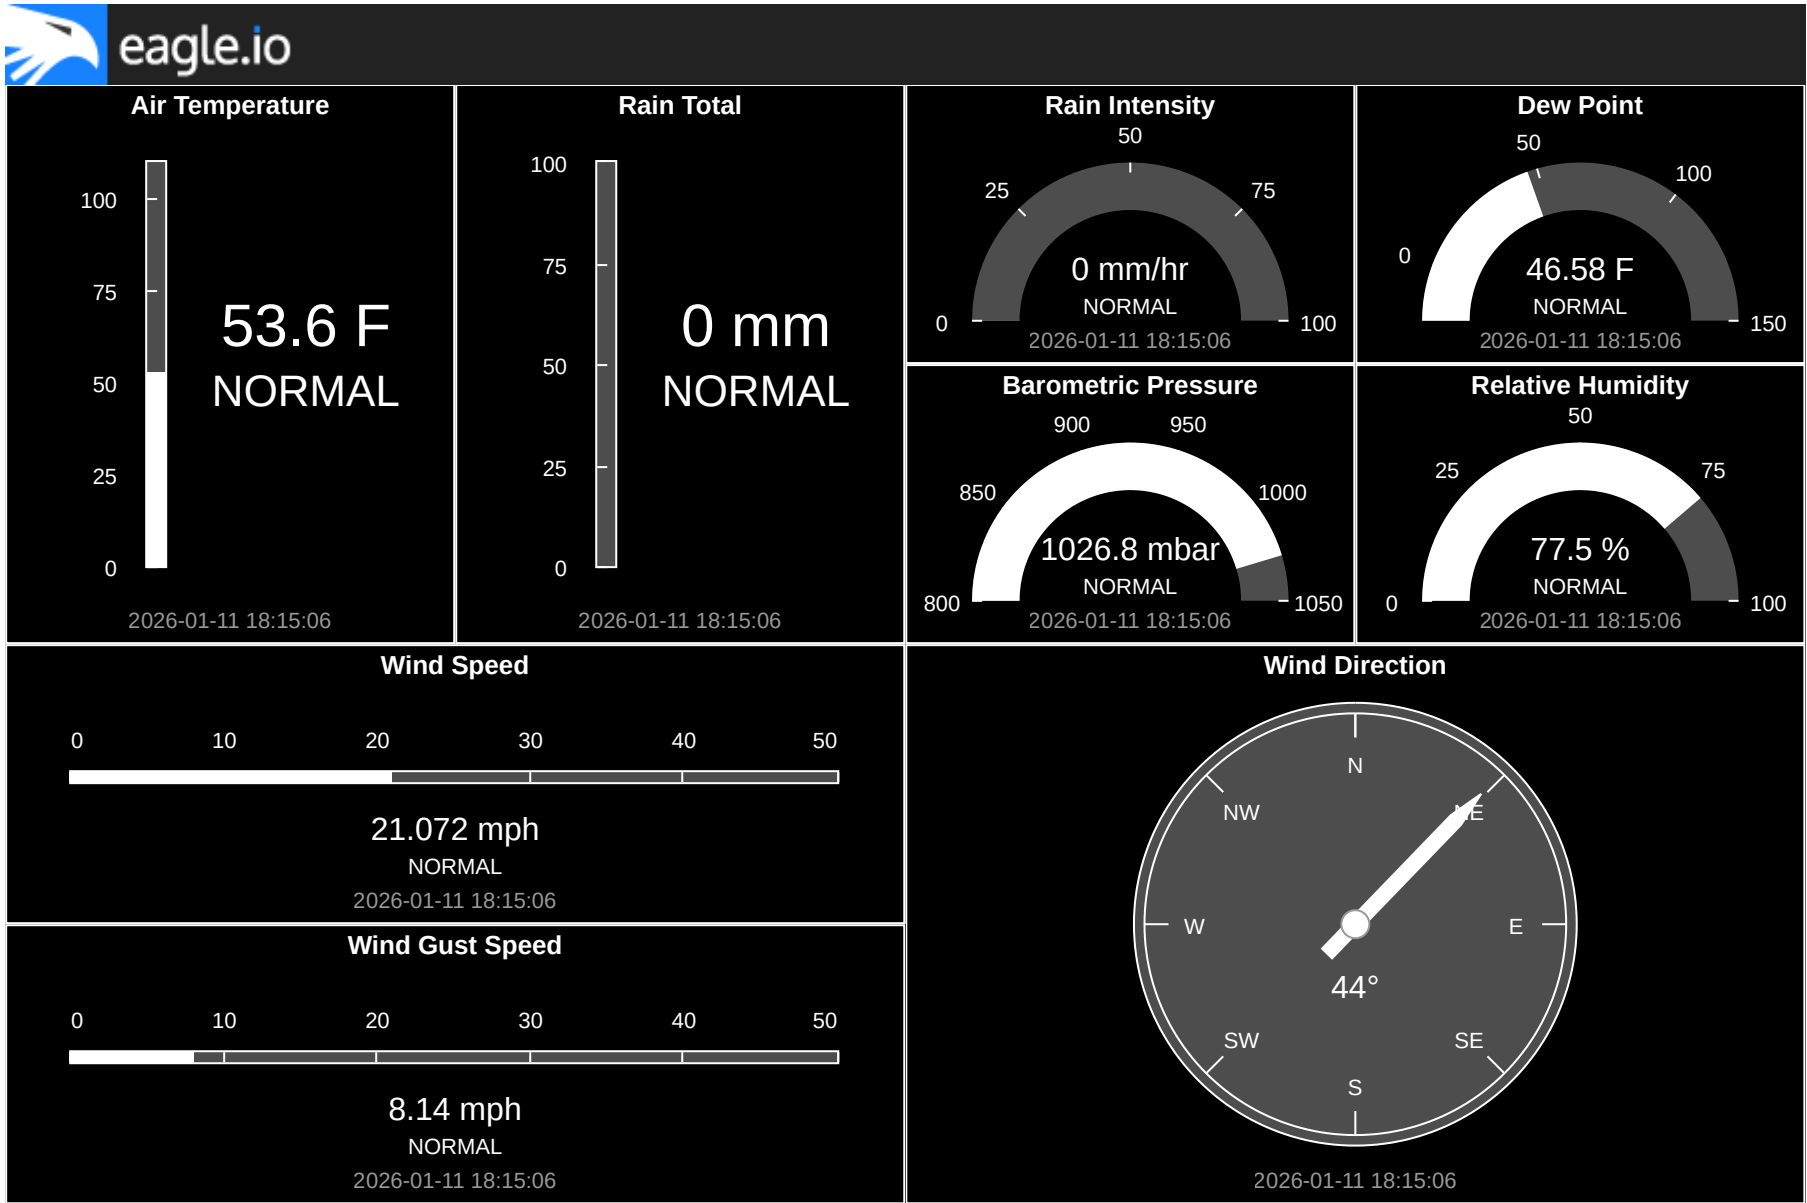 eagle.io
Air Temperature
100
75
50
25
0
53.6 F
NORMAL
2026-01-11 18:15:06
Rain Total
100
75
50
25
0
0 mm
NORMAL
2026-01-11 18:15:06
Rain Intensity
0
25
50
75
100
0 mm/hr
NORMAL
2026-01-11 18:15:06
Dew Point
0
50
100
150
46.58 F
NORMAL
2026-01-11 18:15:06
Barometric Pressure
800
850
900
950
1000
1050
1026.8 mbar
NORMAL
2026-01-11 18:15:06
Relative Humidity
0
25
50
75
100
77.5 %
NORMAL
2026-01-11 18:15:06
Wind Speed
0 10 20 30 40 50
21.072 mph
NORMAL
2026-01-11 18:15:06
Wind Gust Speed
0 10 20 30 40 50
8.14 mph
NORMAL
2026-01-11 18:15:06
Wind Direction
N
NW NE
W E
44°
SW SE
S
2026-01-11 18:15:06